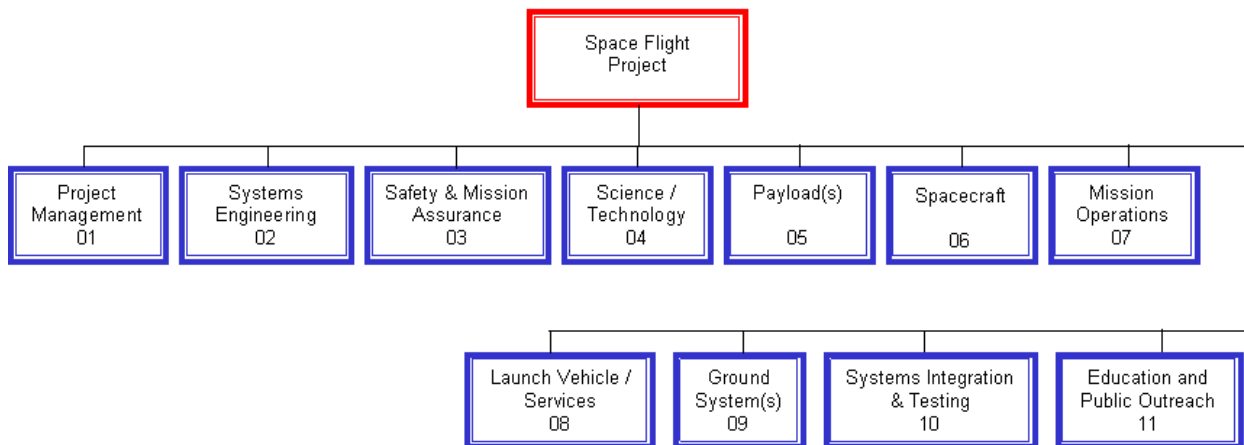 Space Flight
Project
Project
Management
01
Systems
Engineering
02
Safety & Mission
Assurance
03
Science /
Technology
04
Payload(s)
05
Spacecraft
06
Mission
Operations
07
Launch Vehicle /
Services
08
Ground
System(s)
09
Systems Integration
& Testing
10
Education and
Public Outreach
11